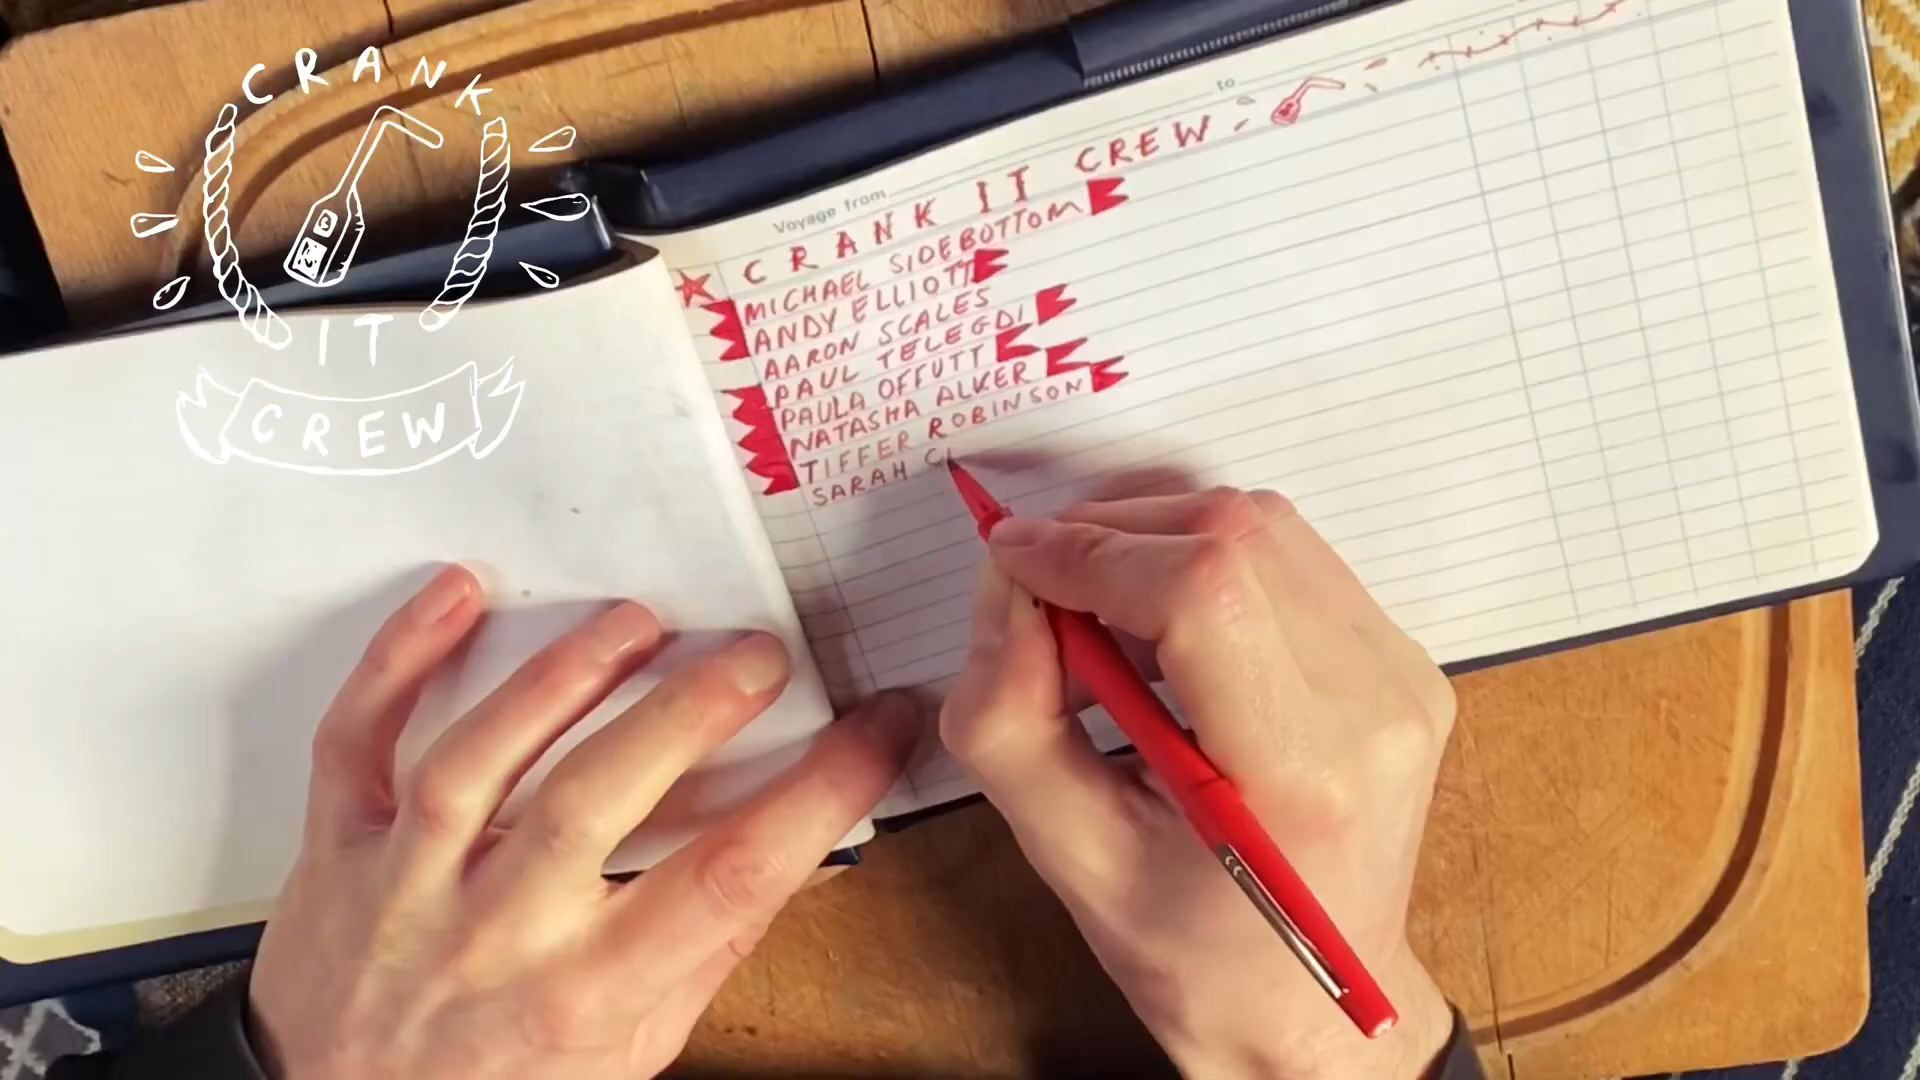 CRANK
IT
CREW
Voyage from
to
CRANK IT CREW
MICHAEL SIDEBOTTOM
ANDY ELLIOTT
AARON SCALES
PAUL TELEGDI
PAULA OFFUTT
NATASHA ALKER
TIFFER ROBINSON
SARAH CL